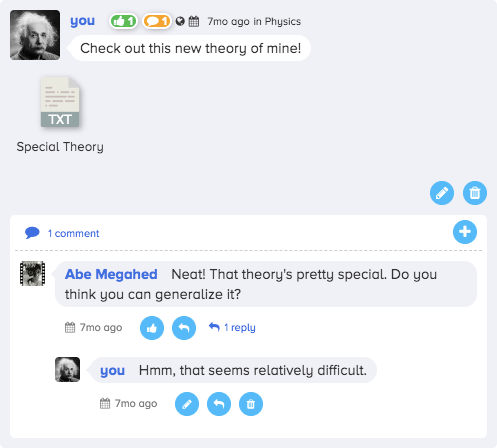 you 1 1 7mo ago in Physics
Check out this new theory of mine!
TXT
Special Theory
1 comment
Abe Megahed Neat! That theory's pretty special. Do you
think you can generalize it?
7mo ago 1 reply
you Hmm, that seems relatively difficult.
7mo ago